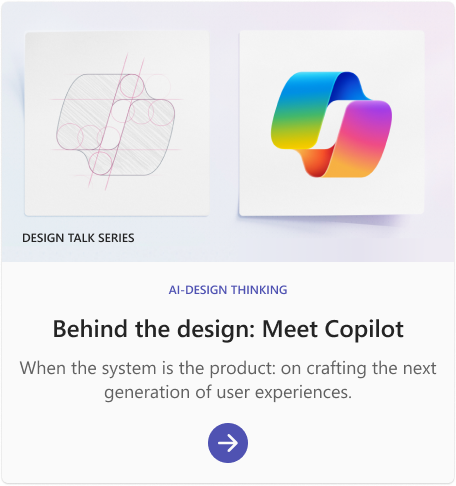 DESIGN TALK SERIES
AI-DESIGN THINKING
Behind the design: Meet Copilot
When the system is the product: on crafting the next
generation of user experiences.